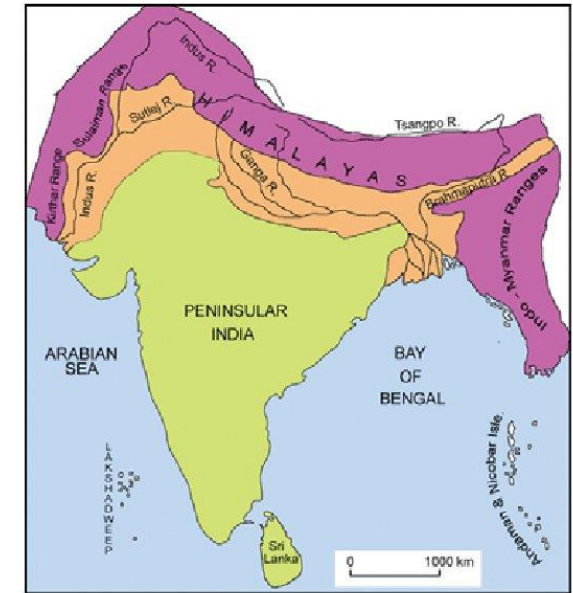 Indus R.
Sulaiman Range
Sutlej R.
HIMALAYAS
Tsangpo R.
Kirthar Range
Indus R.
Ganga R.
Brahmaputra R.
Indo - Myanmar Ranges
PENINSULAR
INDIA
ARABIAN
SEA
BAY
OF
BENGAL
LAKSHADWEEP
Andaman & Nicobar Isle.
Sri
Lanka
0 1000 km